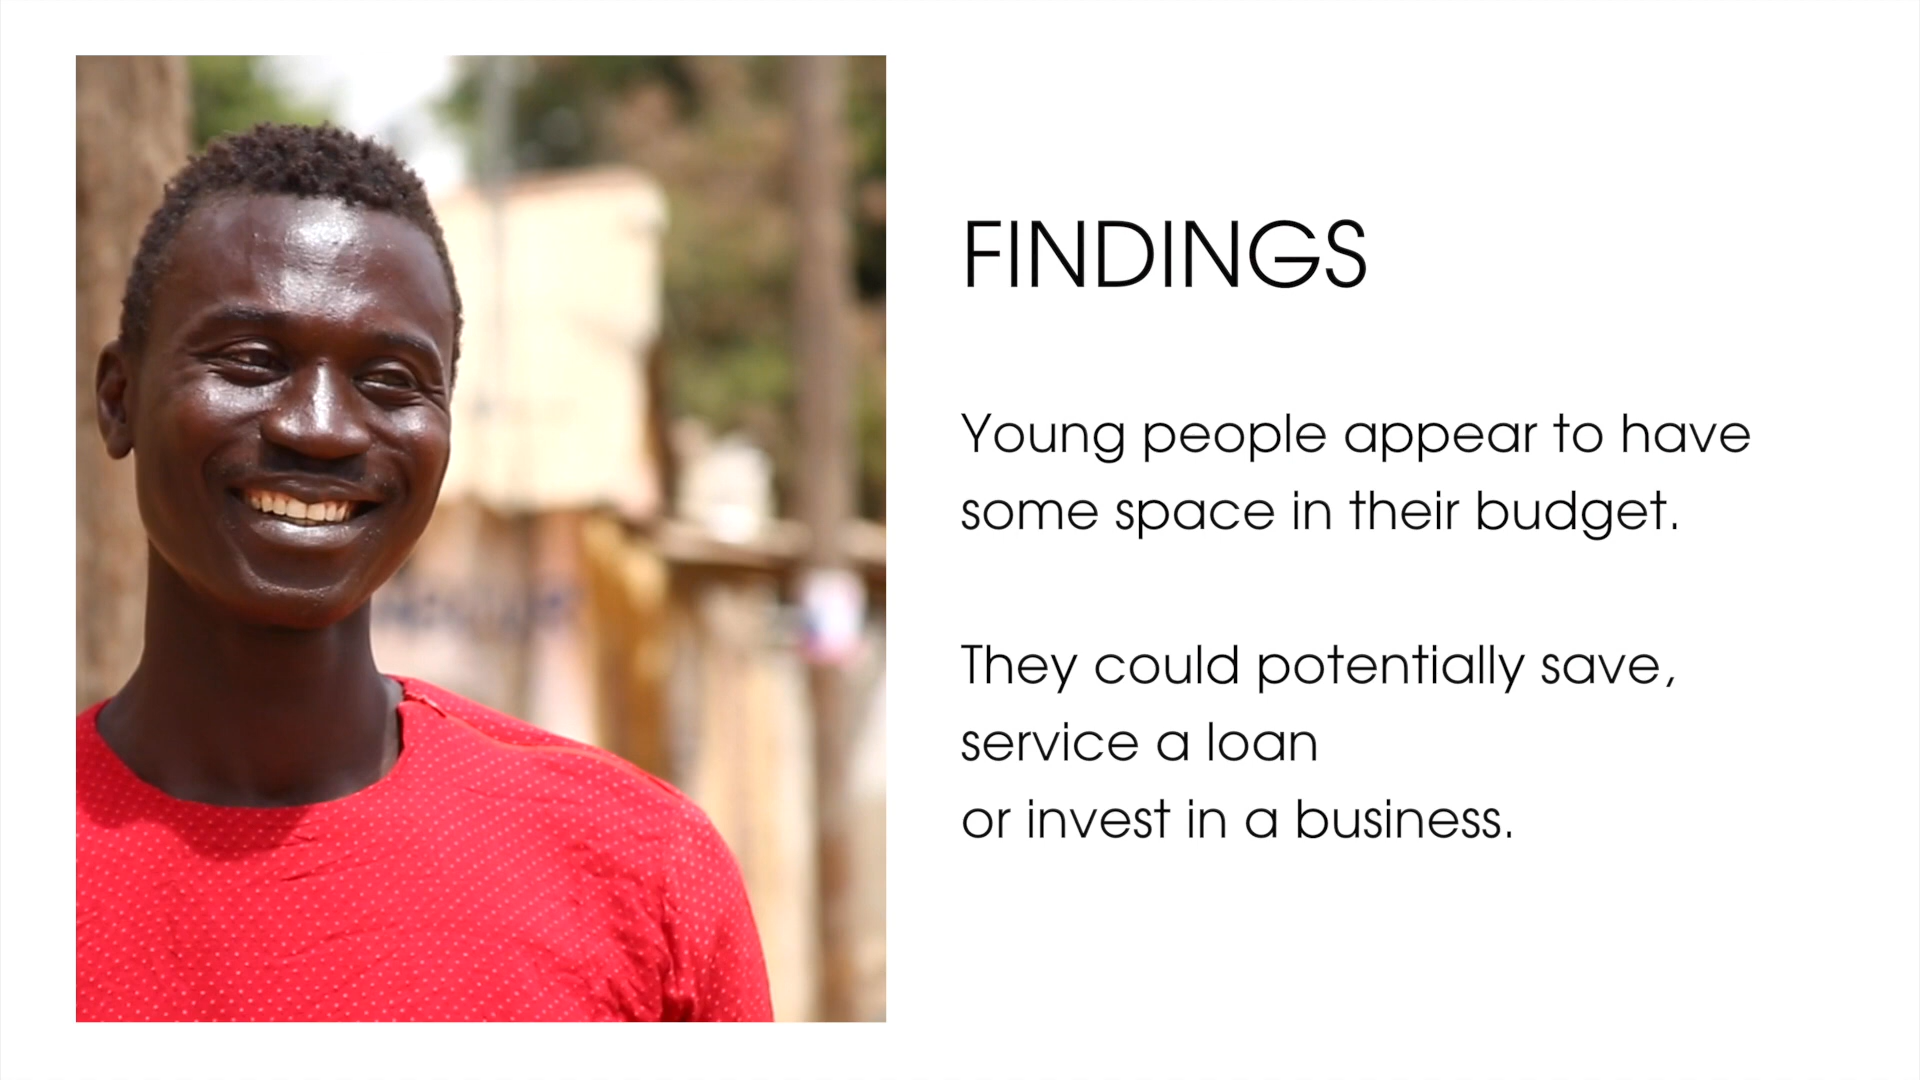 FINDINGS
Young people appear to have
some space in their budget.
They could potentially save,
service a loan
or invest in a business.